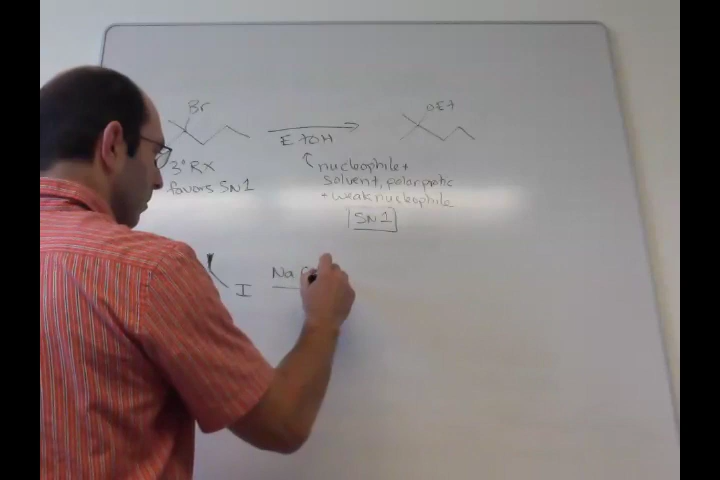 Br
OEt
EtOH
3° RX
favors SN1
nucleophile +
solvent, polar protic
+ weak nucleophile
SN1
I
Na